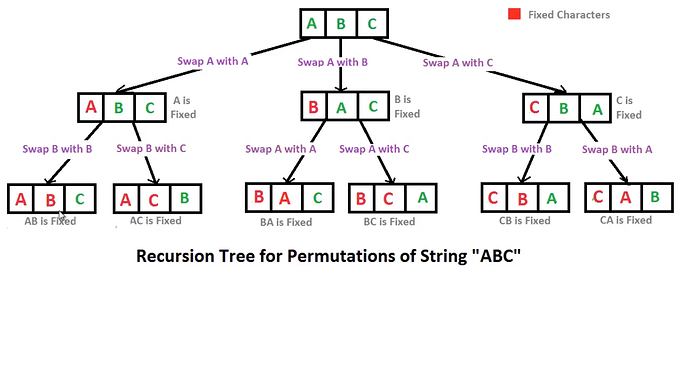 A B C
Fixed Characters
Swap A with A
Swap A with B
Swap A with C
A B C
A is
Fixed
B A C
B is
Fixed
C B A
C is
Fixed
Swap B with B
Swap B with C
Swap A with A
Swap A with C
Swap B with B
Swap B with A
A B C
A C B
B A C
B C A
C B A
C A B
AB is Fixed
AC is Fixed
BA is Fixed
BC is Fixed
CB is Fixed
CA is Fixed
Recursion Tree for Permutations of String "ABC"